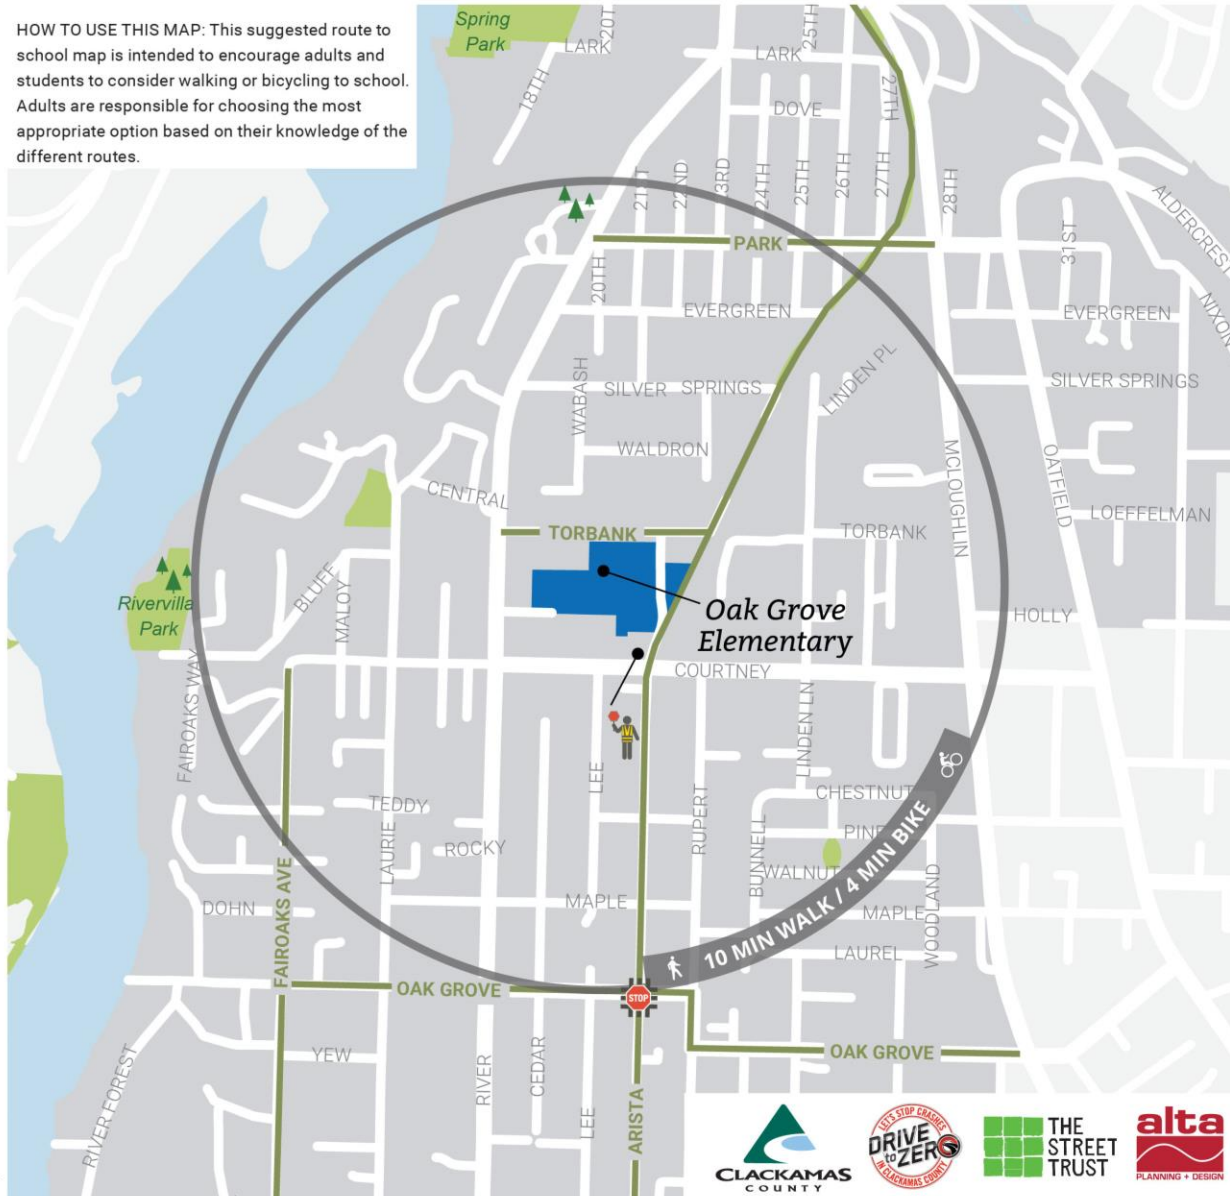 HOW TO USE THIS MAP: This suggested route to
school map is intended to encourage adults and
students to consider walking or bicycling to school.
Adults are responsible for choosing the most
appropriate option based on their knowledge of the
different routes.
Spring
Park
20T
25TH
LARK
LARK
18TH
27TH
DOVE
21ST
22ND
23RD
24TH
25TH
26TH
27TH
28TH
ALDERCREST
31ST
PARK
20TH
NIXON
EVERGREEN
EVERGREEN
LINDEN PL
WABASH
SILVER SPRINGS
SILVER SPRINGS
WALDRON
MCLOUGHLIN
OATFIELD
CENTRAL
LOEFFELMAN
TORBANK
TORBANK
BLUFF
MALOY
Rivervilla
Park
Oak Grove
Elementary
HOLLY
FAIROAKS WAY
COURTNEY
LINDEN LN
LEE
RUPERT
CHESTNUT
TEDDY
LAURIE
PINE
ROCKY
BUNNELL
WALNUT
WOODLAND
10 MIN WALK / 4 MIN BIKE
FAIROAKS AVE
DOHN
MAPLE
MAPLE
LAUREL
OAK GROVE
STOP
YEW
OAK GROVE
RIVER FOREST
RIVER
CEDAR
LEE
ARISTA
CLACKAMAS
COUNTY
LET'S STOP CRASHES
DRIVE
to ZERO
IN CLACKAMAS COUNTY
THE
STREET
TRUST
alta
PLANNING + DESIGN